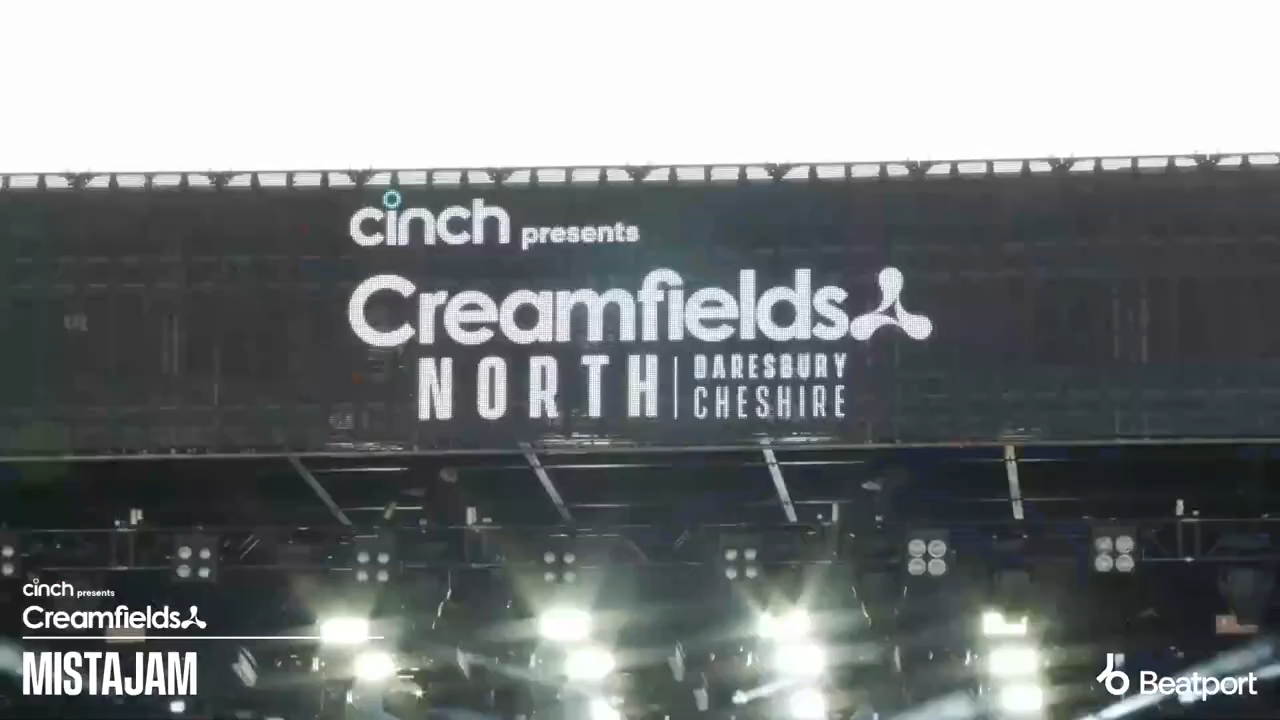 cinch presents
Creamfields
NORTH | DARESBURY
CHESHIRE
cinch presents
Creamfields
MISTAJAM
Beatport